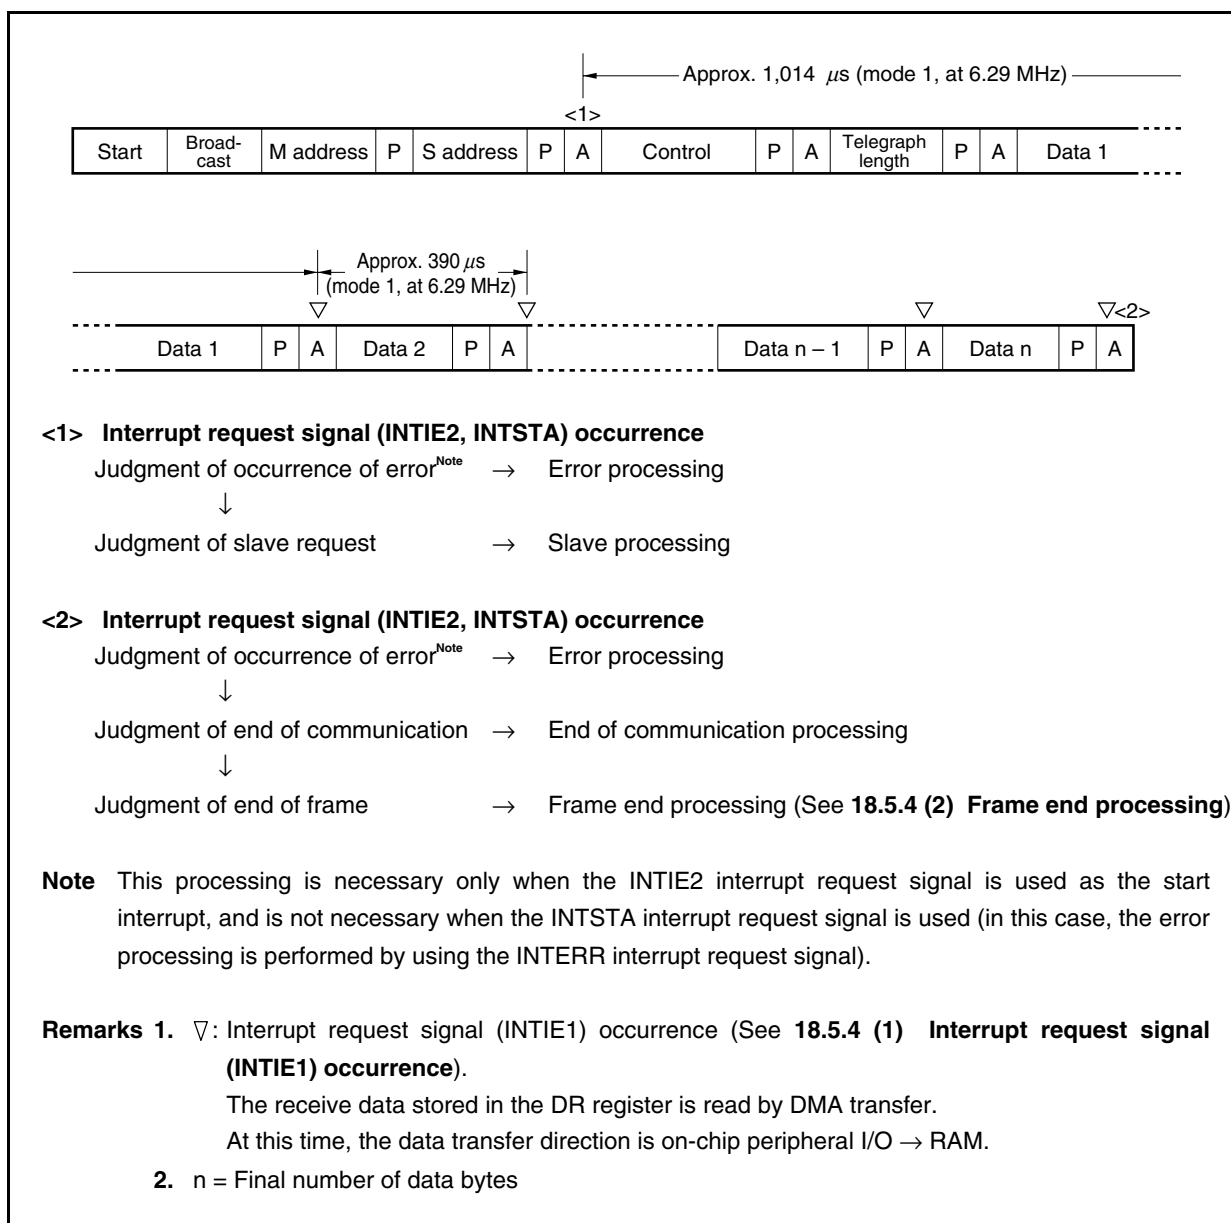 Approx. 1,014 µs (mode 1, at 6.29 MHz)
<1>
Start Broad-cast M address P S address P A Control P A Telegraph length P A Data 1
Approx. 390 µs
(mode 1, at 6.29 MHz)
▽ ▽ ▽ ▽<2>
Data 1 P A Data 2 P A Data n – 1 P A Data n P A
<1> Interrupt request signal (INTIE2, INTSTA) occurrence
Judgment of occurrence of error^Note → Error processing
↓
Judgment of slave request → Slave processing
<2> Interrupt request signal (INTIE2, INTSTA) occurrence
Judgment of occurrence of error^Note → Error processing
↓
Judgment of end of communication → End of communication processing
↓
Judgment of end of frame → Frame end processing (See 18.5.4 (2) Frame end processing)
Note This processing is necessary only when the INTIE2 interrupt request signal is used as the start
interrupt, and is not necessary when the INTSTA interrupt request signal is used (in this case, the error
processing is performed by using the INTERR interrupt request signal).
Remarks 1. ▽: Interrupt request signal (INTIE1) occurrence (See 18.5.4 (1) Interrupt request signal
(INTIE1) occurrence).
The receive data stored in the DR register is read by DMA transfer.
At this time, the data transfer direction is on-chip peripheral I/O → RAM.
2. n = Final number of data bytes